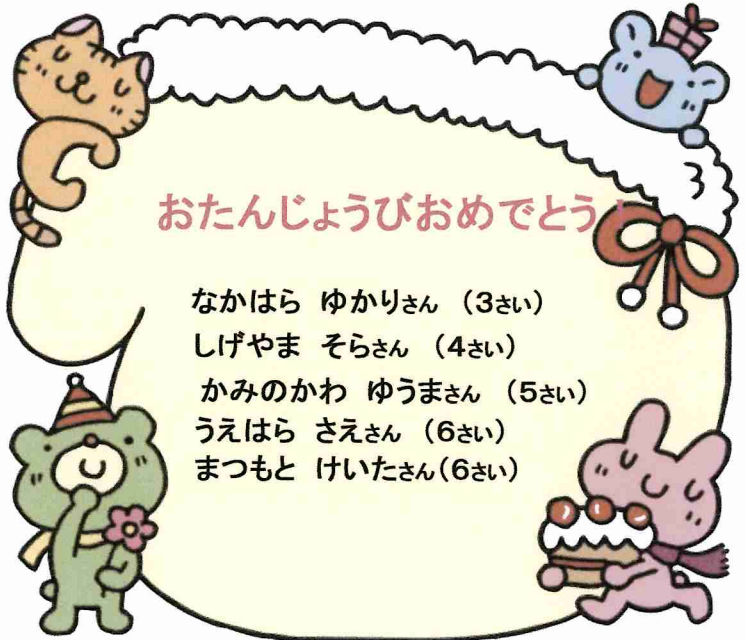 おたんじょうびおめでとう！
なかはら ゆかりさん （3さい）
しげやま そらさん （4さい）
かみのかわ ゆうまさん （5さい）
うえはら さえさん （6さい）
まつもと けいたさん（6さい）